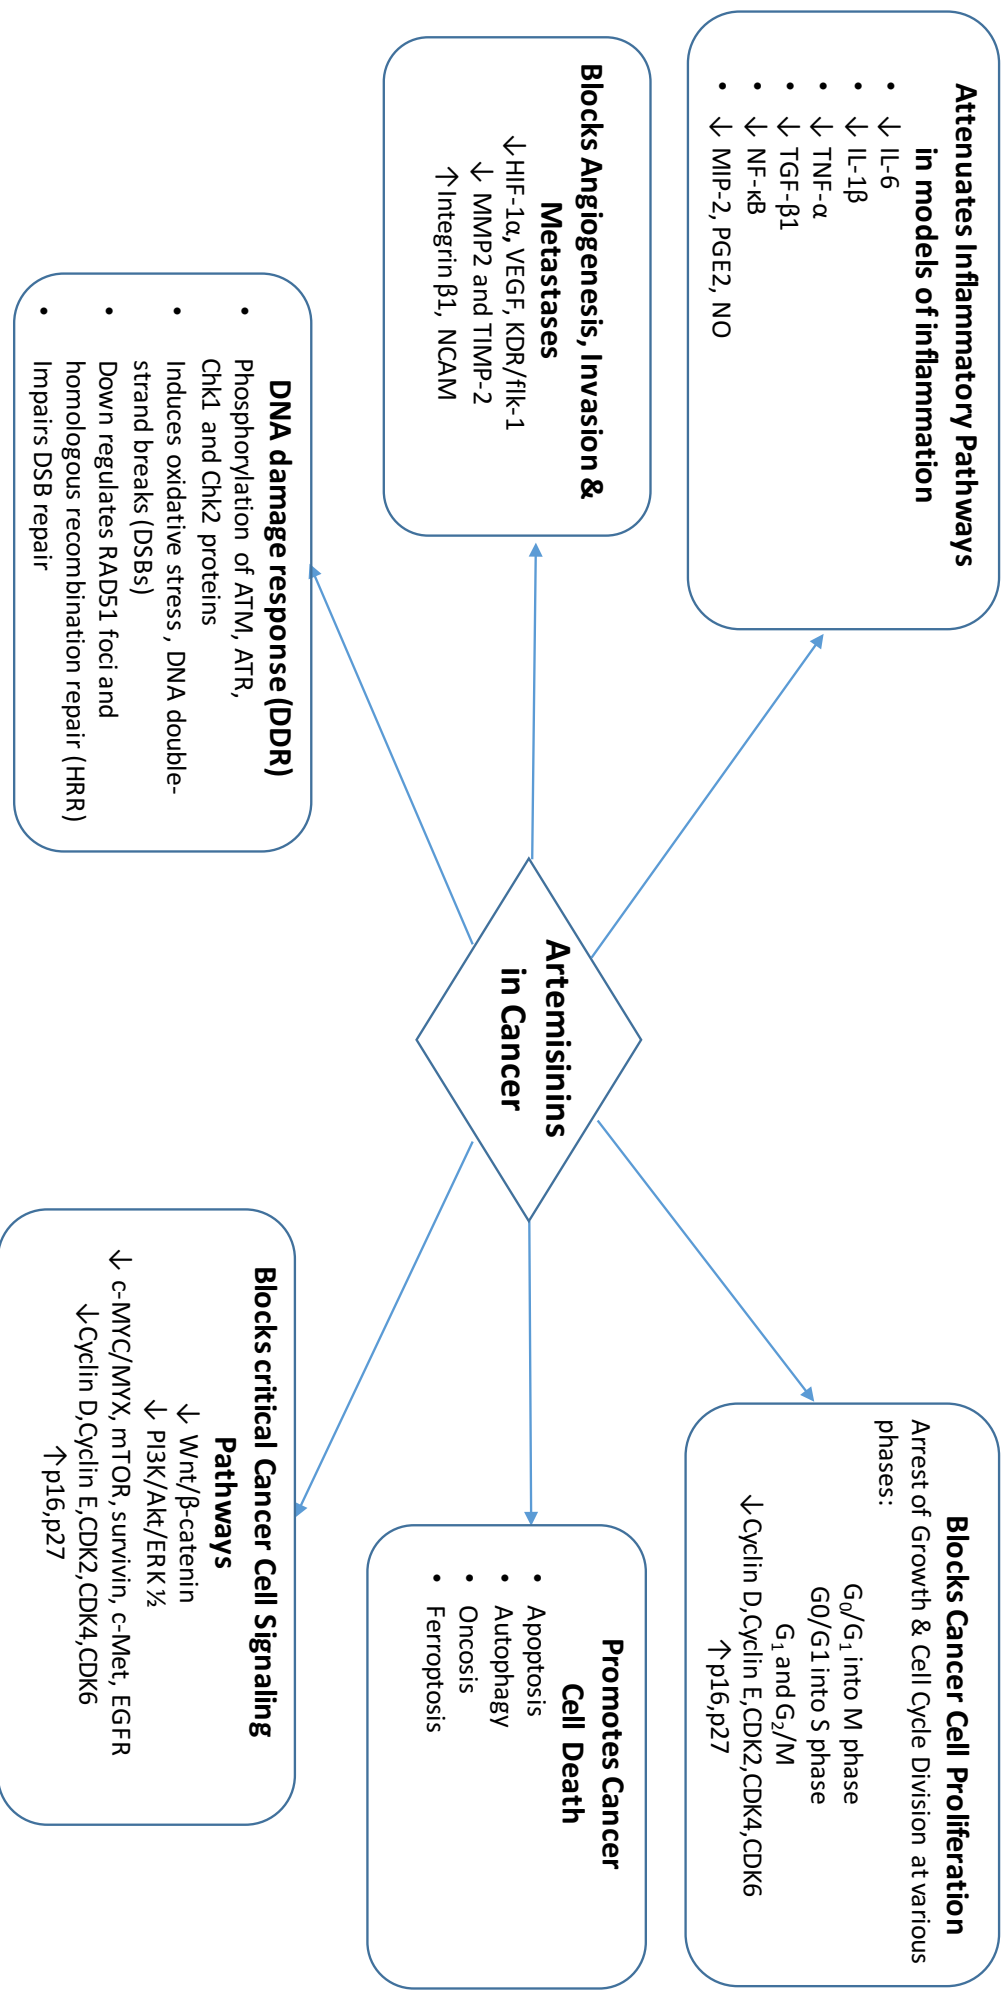 Attenuates Inflammatory Pathways
in models of inflammation
• ↓ IL-6
• ↓ IL-1β
• ↓ TNF-α
• ↓ TGF-β1
• ↓ NF-κB
• ↓ MIP-2, PGE2, NO
Blocks Cancer Cell Proliferation
Arrest of Growth & Cell Cycle Division at various
phases:
G₀/G₁ into M phase
G0/G1 into S phase
G₁ and G₂/M
↓Cyclin D,Cyclin E,CDK2,CDK4,CDK6
↑p16,p27
Blocks Angiogenesis, Invasion &
Metastases
↓HIF-1α, VEGF, KDR/flk-1
↓ MMP2 and TIMP-2
↑Integrin β1, NCAM
Artemisinins
in Cancer
Promotes Cancer
Cell Death
• Apoptosis
• Autophagy
• Oncosis
• Ferroptosis
DNA damage response (DDR)
• Phosphorylation of ATM, ATR,
Chk1 and Chk2 proteins
• Induces oxidative stress , DNA double-
strand breaks (DSBs)
• Down regulates RAD51 foci and
homologous recombination repair (HRR)
• Impairs DSB repair
Blocks critical Cancer Cell Signaling
Pathways
↓ Wnt/β-catenin
↓ PI3K/Akt/ERK ½
↓ c-MYC/MYX, mTOR, survivin, c-Met, EGFR
↓Cyclin D,Cyclin E,CDK2,CDK4,CDK6
↑p16,p27